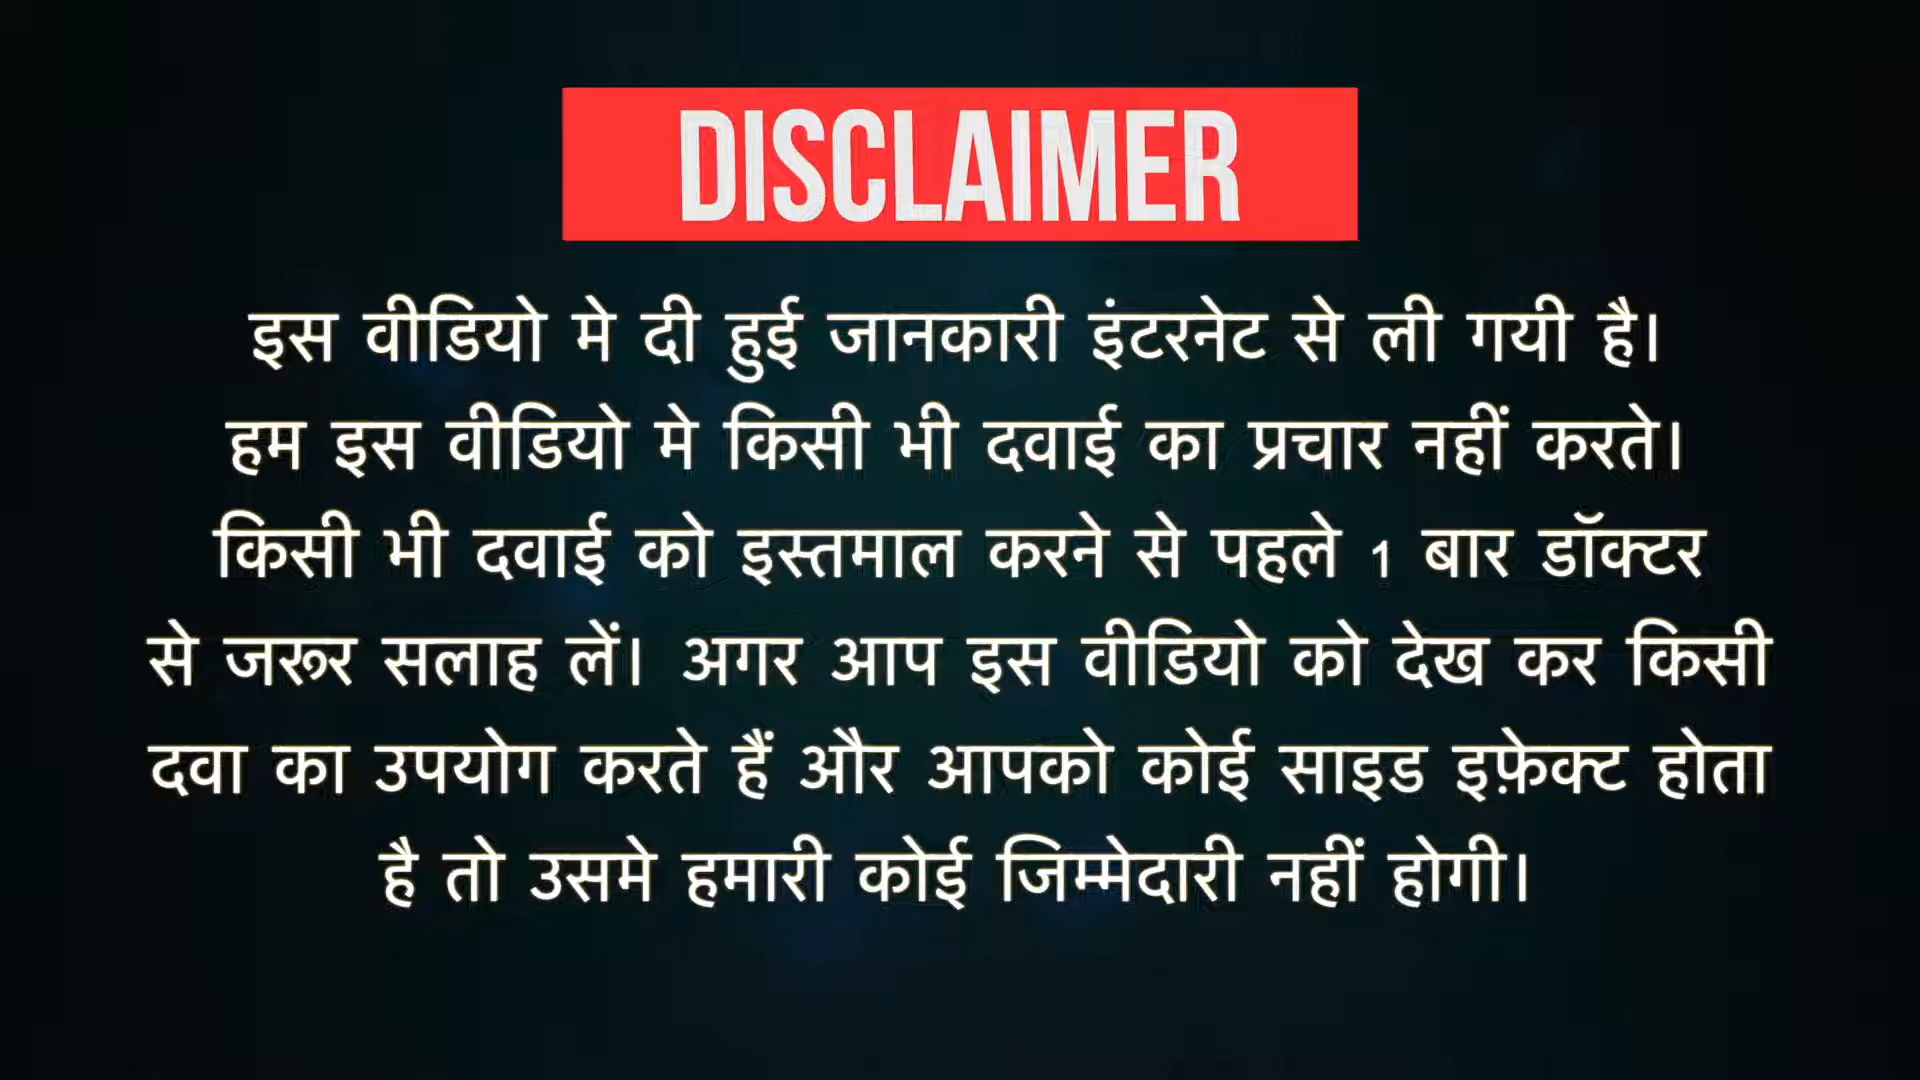 DISCLAIMER
इस वीडियो मे दी हुई जानकारी इंटरनेट से ली गयी है।
हम इस वीडियो मे किसी भी दवाई का प्रचार नहीं करते।
किसी भी दवाई को इस्तमाल करने से पहले 1 बार डॉक्टर
से जरूर सलाह लें। अगर आप इस वीडियो को देख कर किसी
दवा का उपयोग करते हैं और आपको कोई साइड इफ़ेक्ट होता
है तो उसमे हमारी कोई जिम्मेदारी नहीं होगी।